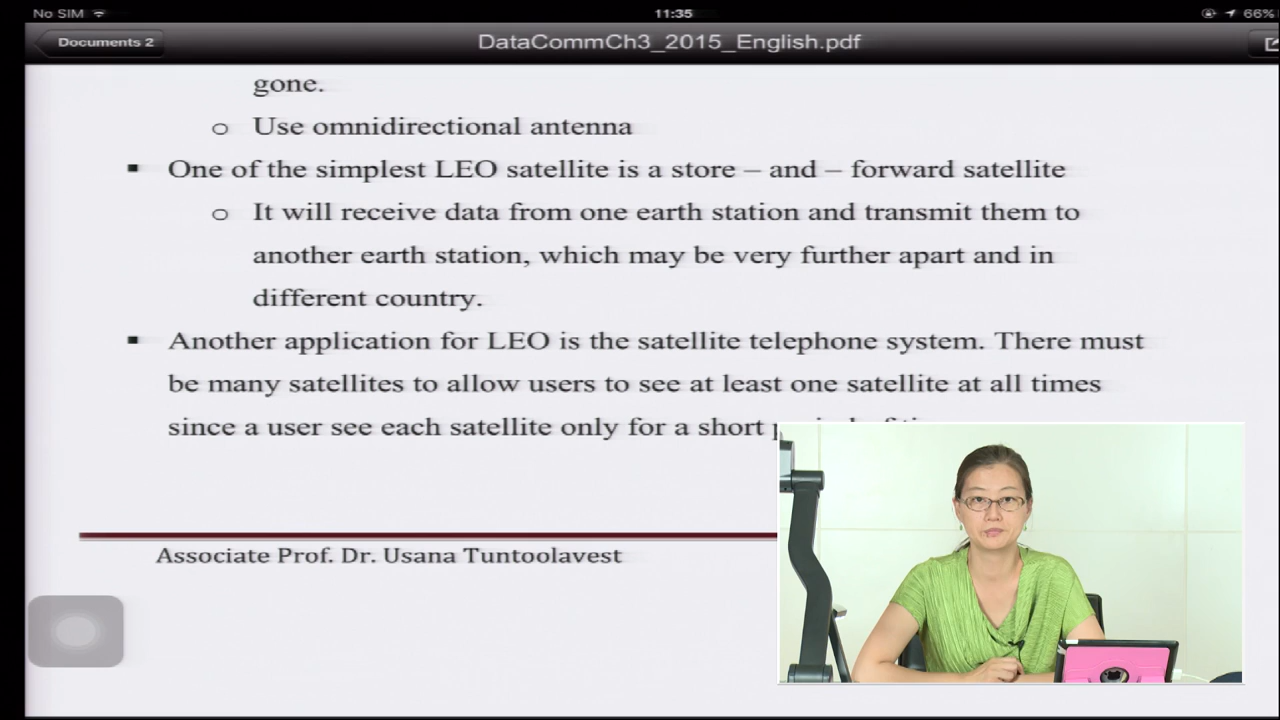 No SIM 11:35 66%
Documents 2 DataCommCh3_2015_English.pdf
gone.
o Use omnidirectional antenna
▪ One of the simplest LEO satellite is a store – and – forward satellite
o It will receive data from one earth station and transmit them to
another earth station, which may be very further apart and in
different country.
▪ Another application for LEO is the satellite telephone system. There must
be many satellites to allow users to see at least one satellite at all times
since a user see each satellite only for a short
Associate Prof. Dr. Usana Tuntoolavest